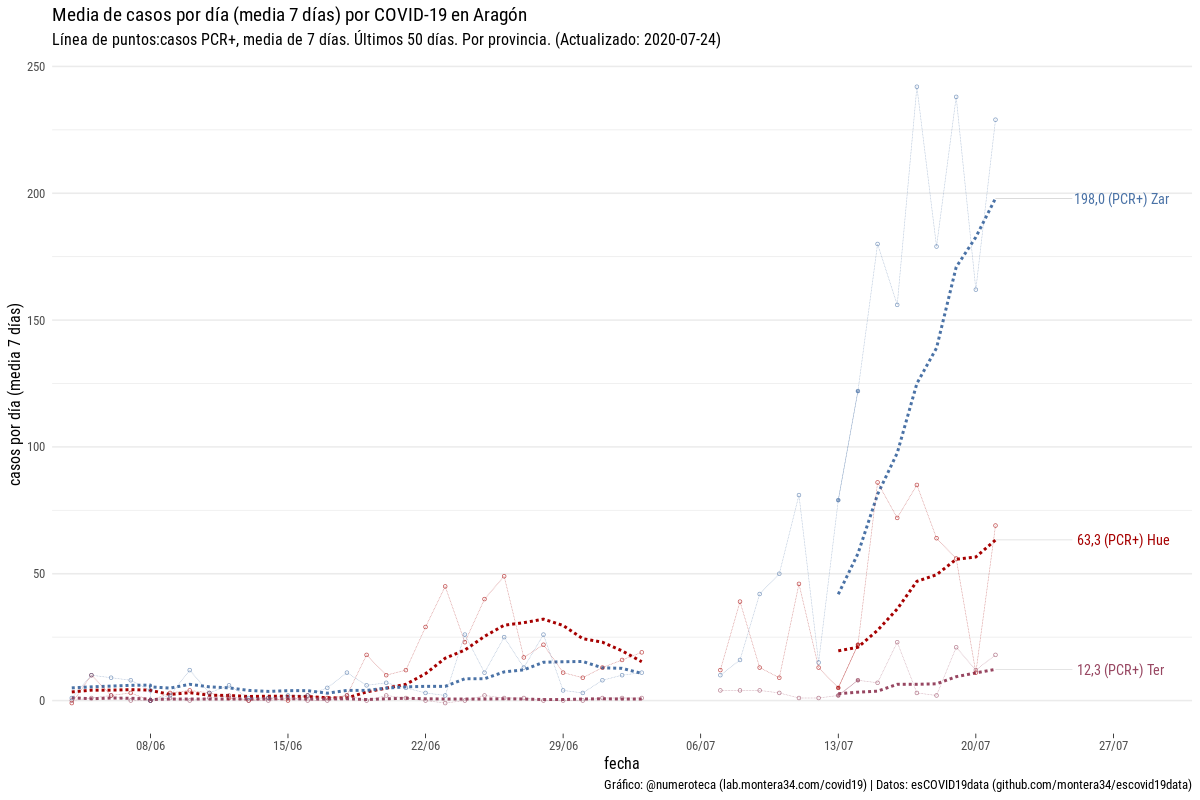 Media de casos por día (media 7 días) por COVID-19 en Aragón
Línea de puntos:casos PCR+, media de 7 días. Últimos 50 días. Por provincia. (Actualizado: 2020-07-24)
casos por día (media 7 días)
250
200
150
100
50
0
198,0 (PCR+) Zar
63,3 (PCR+) Hue
12,3 (PCR+) Ter
08/06
15/06
22/06
29/06
06/07
13/07
20/07
27/07
fecha
Gráfico: @numeroteca (lab.montera34.com/covid19) | Datos: esCOVID19data (github.com/montera34/escovid19data)